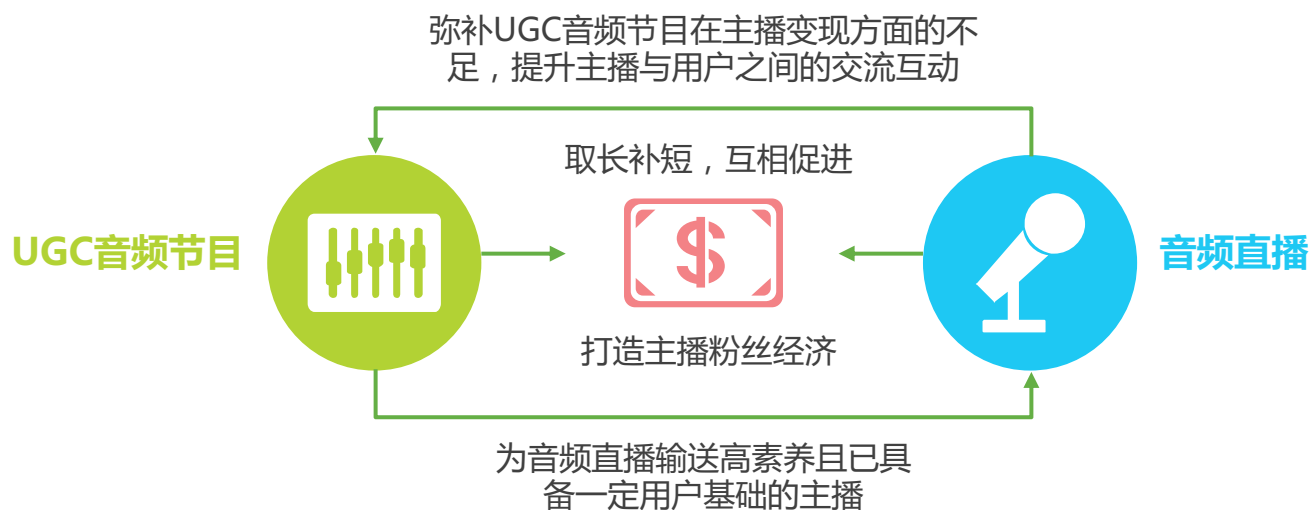 弥补UGC音频节目在主播变现方面的不
足，提升主播与用户之间的交流互动
取长补短，互相促进
UGC音频节目
$
音频直播
打造主播粉丝经济
为音频直播输送高素养且已具
备一定用户基础的主播